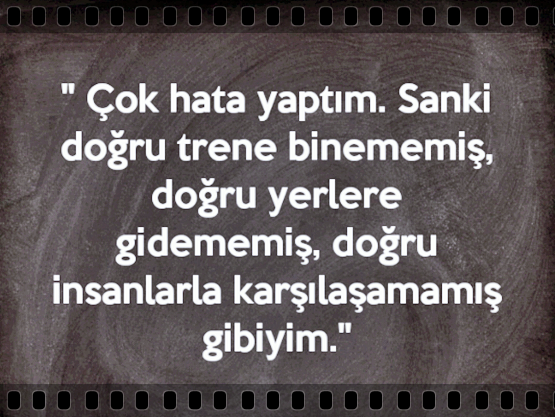 " Çok hata yaptım. Sanki
doğru trene binememiş,
doğru yerlere
gidememiş, doğru
insanlarla karşılaşamamış
gibiyim."